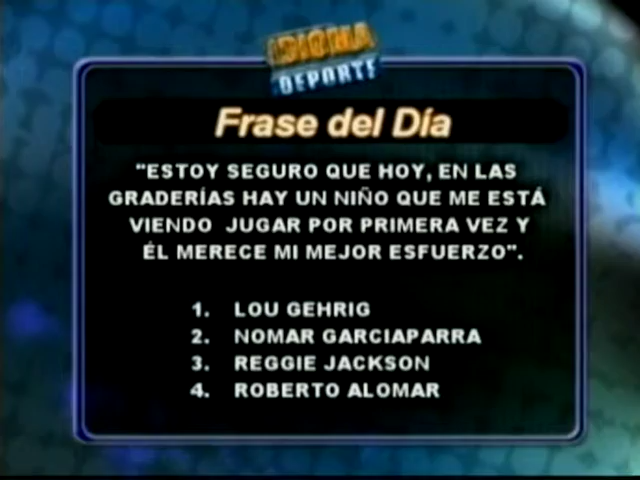 IDIOMA
DEPORTE
Frase del Día
"ESTOY SEGURO QUE HOY, EN LAS
GRADERÍAS HAY UN NIÑO QUE ME ESTÁ
VIENDO JUGAR POR PRIMERA VEZ Y
ÉL MERECE MI MEJOR ESFUERZO".
1. LOU GEHRIG
2. NOMAR GARCIAPARRA
3. REGGIE JACKSON
4. ROBERTO ALOMAR